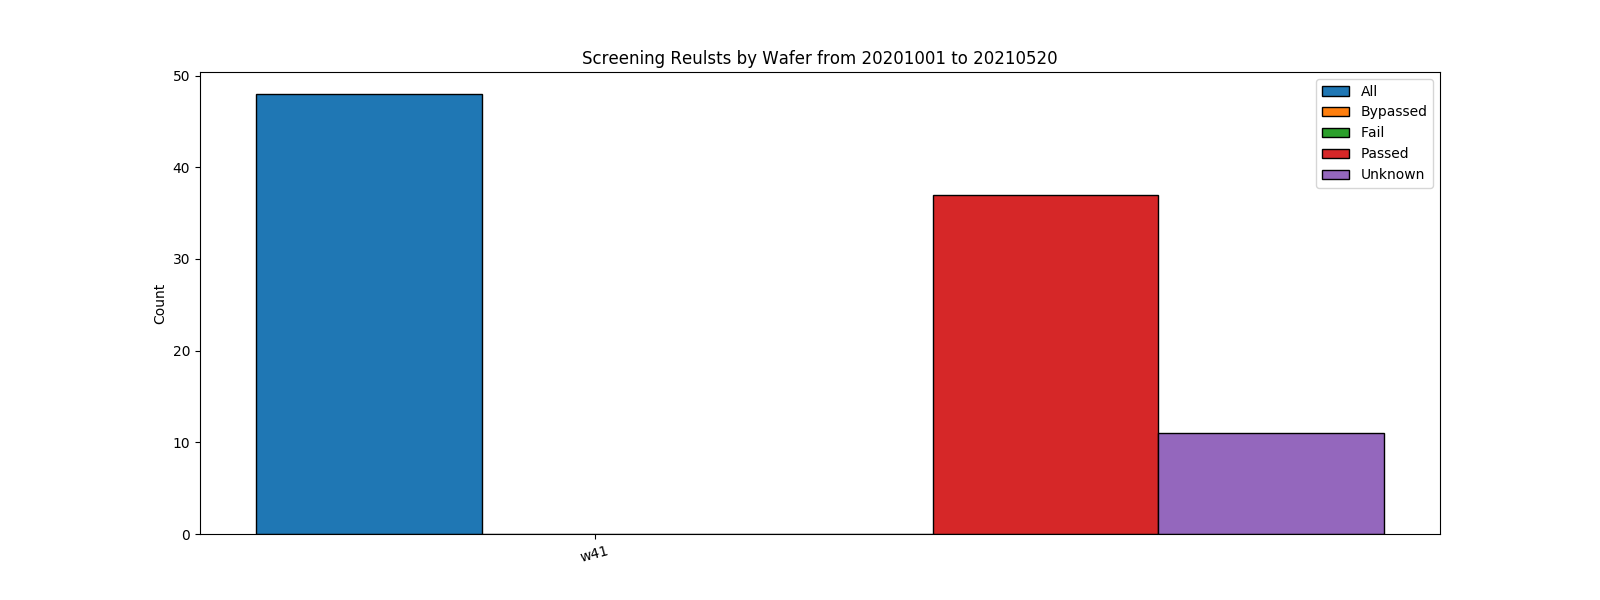 Screening Reulsts by Wafer from 20201001 to 20210520
50
40
30
20
10
0
Count
w41
All
Bypassed
Fail
Passed
Unknown